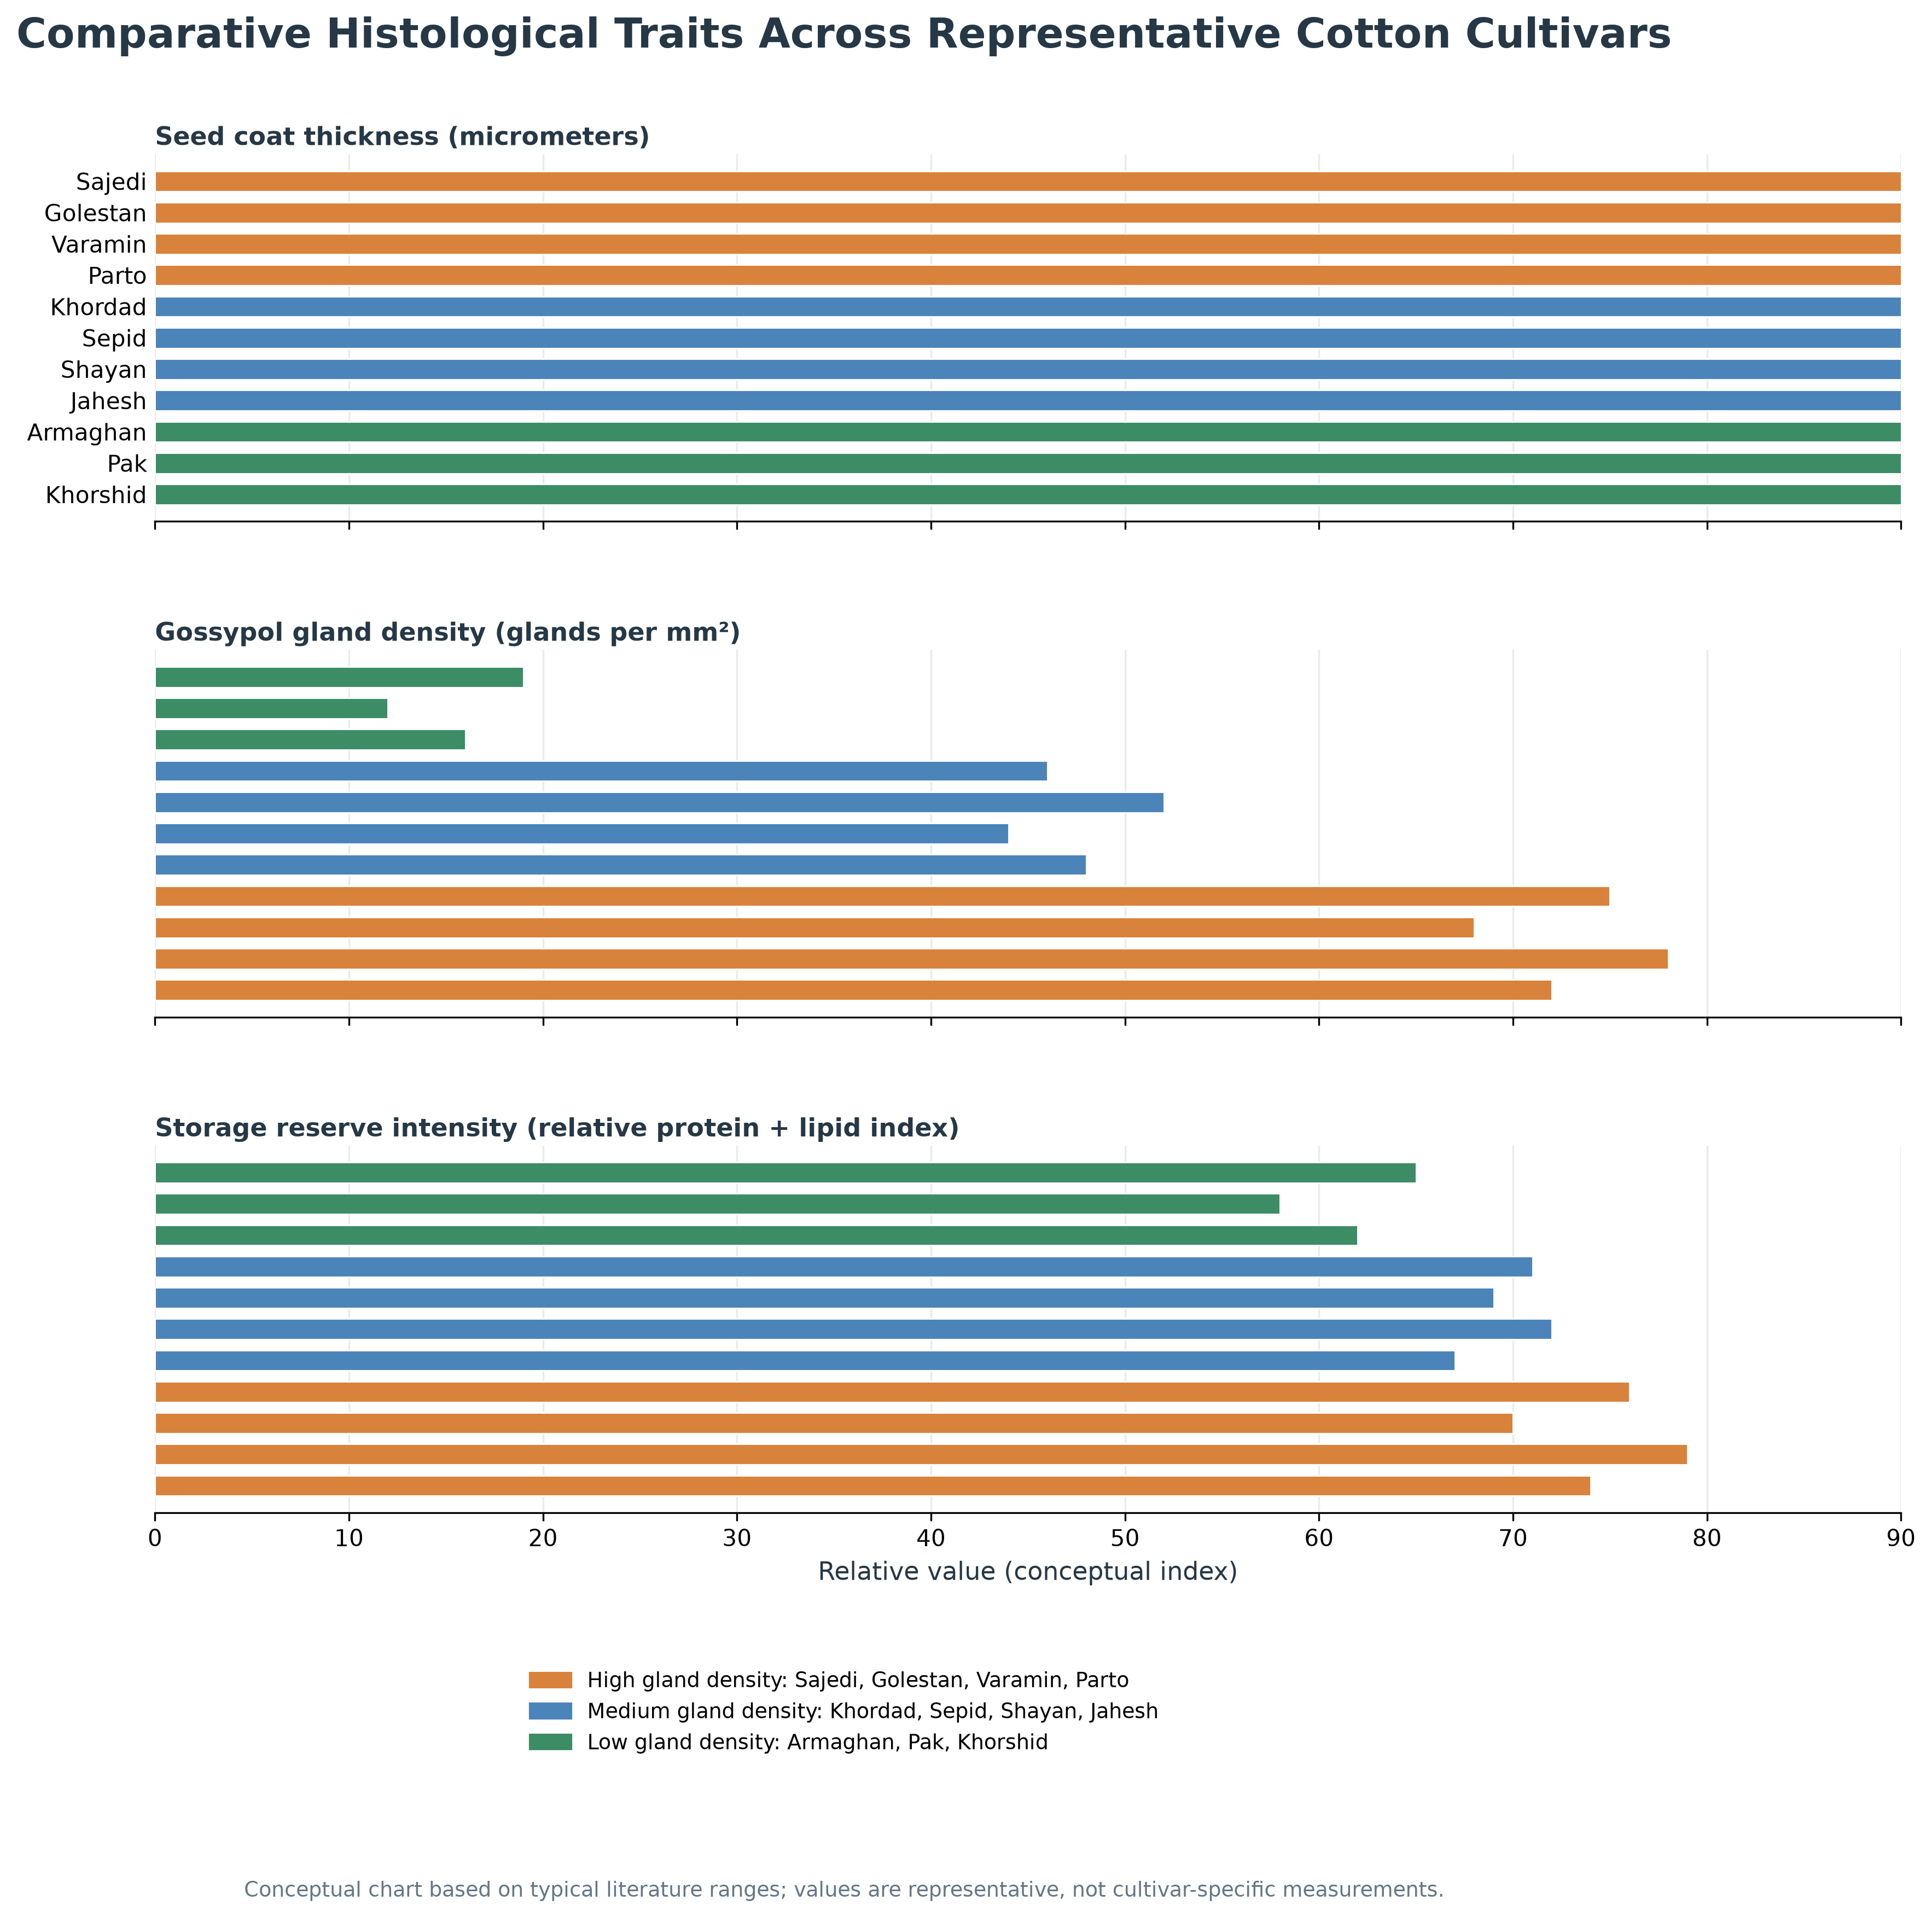 Comparative Histological Traits Across Representative Cotton Cultivars
Seed coat thickness (micrometers)
Sajedi
Golestan
Varamin
Parto
Khordad
Sepid
Shayan
Jahesh
Armaghan
Pak
Khorshid
Gossypol gland density (glands per mm²)
Storage reserve intensity (relative protein + lipid index)
0 10 20 30 40 50 60 70 80 90
Relative value (conceptual index)
High gland density: Sajedi, Golestan, Varamin, Parto
Medium gland density: Khordad, Sepid, Shayan, Jahesh
Low gland density: Armaghan, Pak, Khorshid
Conceptual chart based on typical literature ranges; values are representative, not cultivar-specific measurements.